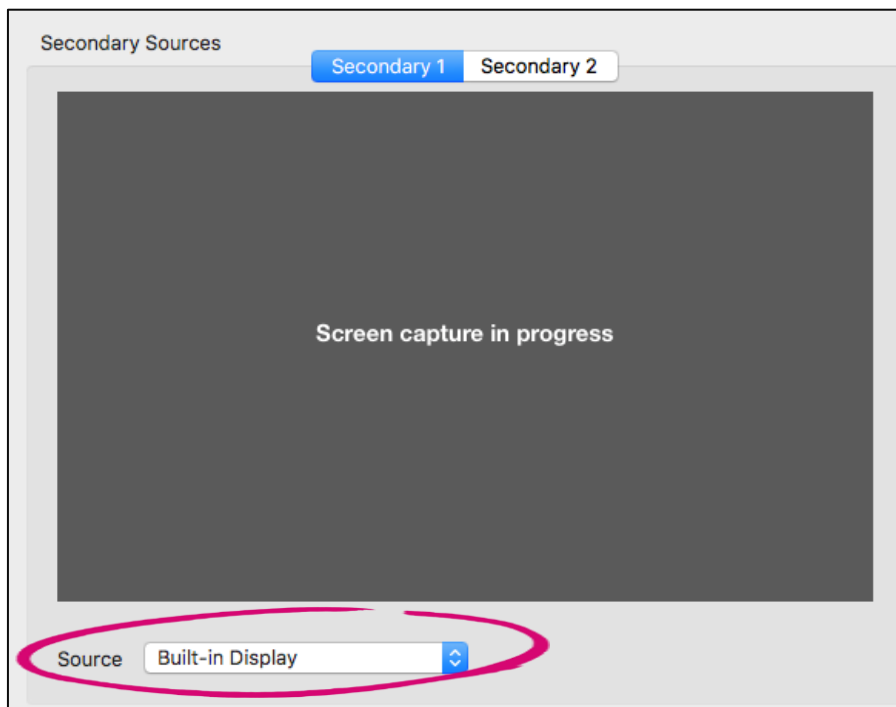 Secondary Sources
Secondary 1 Secondary 2
Screen capture in progress
Source Built-in Display